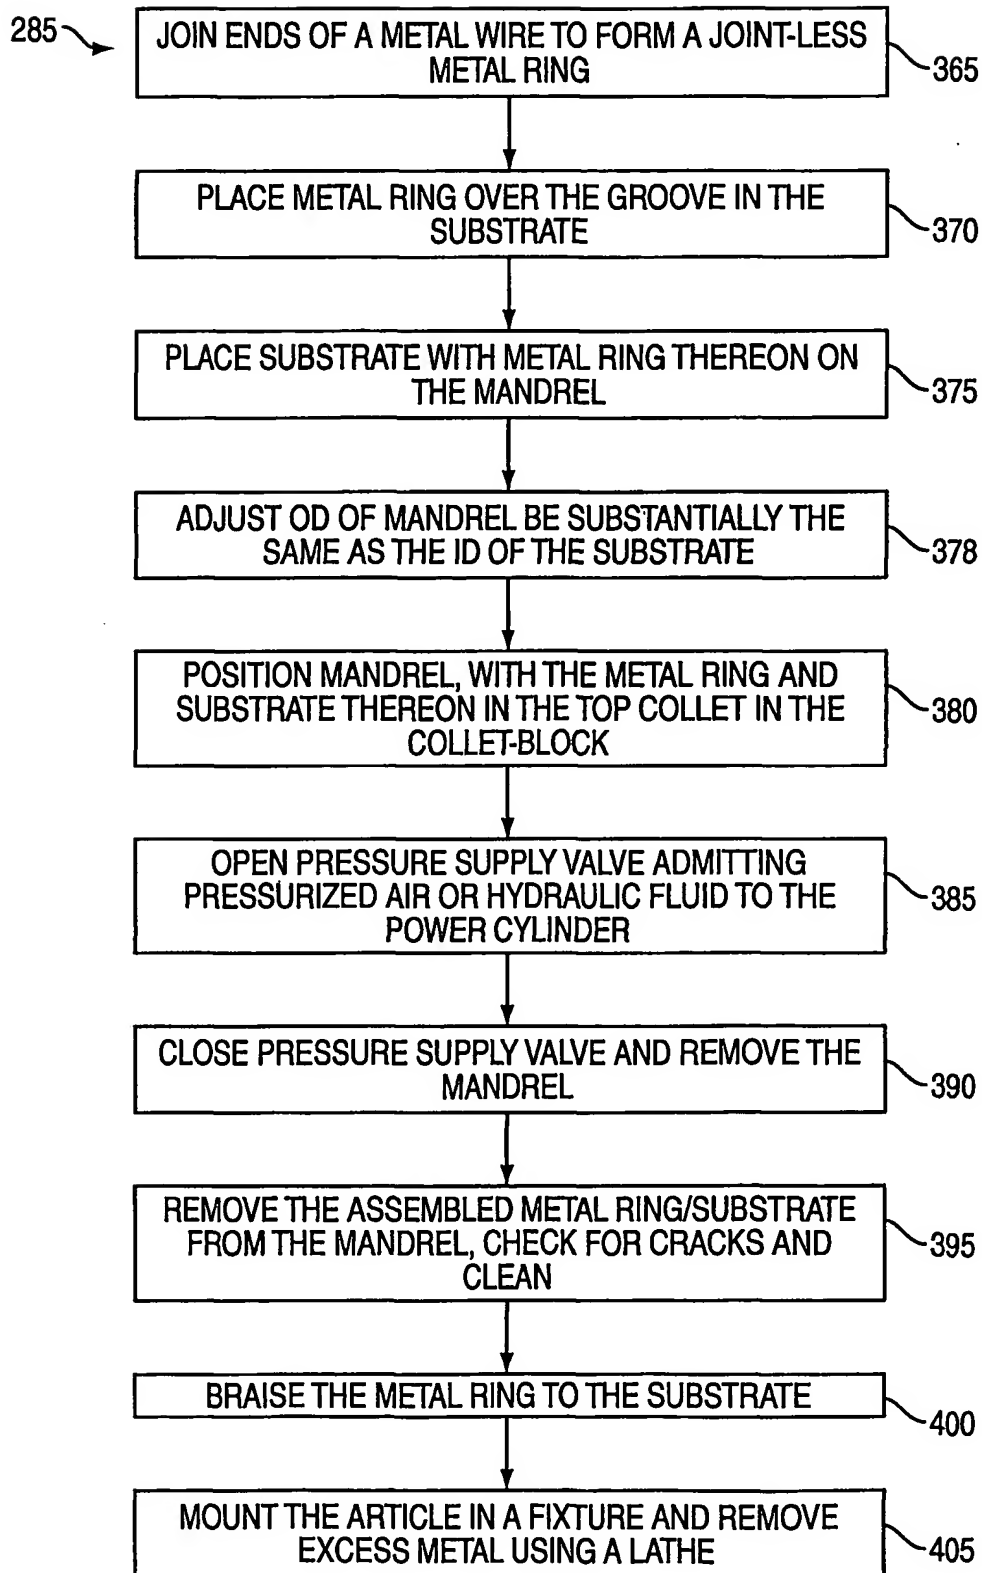 285
JOIN ENDS OF A METAL WIRE TO FORM A JOINT-LESS
METAL RING
365
PLACE METAL RING OVER THE GROOVE IN THE
SUBSTRATE
370
PLACE SUBSTRATE WITH METAL RING THEREON ON
THE MANDREL
375
ADJUST OD OF MANDREL BE SUBSTANTIALLY THE
SAME AS THE ID OF THE SUBSTRATE
378
POSITION MANDREL, WITH THE METAL RING AND
SUBSTRATE THEREON IN THE TOP COLLET IN THE
COLLET-BLOCK
380
OPEN PRESSURE SUPPLY VALVE ADMITTING
PRESSURIZED AIR OR HYDRAULIC FLUID TO THE
POWER CYLINDER
385
CLOSE PRESSURE SUPPLY VALVE AND REMOVE THE
MANDREL
390
REMOVE THE ASSEMBLED METAL RING/SUBSTRATE
FROM THE MANDREL, CHECK FOR CRACKS AND
CLEAN
395
BRAISE THE METAL RING TO THE SUBSTRATE
400
MOUNT THE ARTICLE IN A FIXTURE AND REMOVE
EXCESS METAL USING A LATHE
405